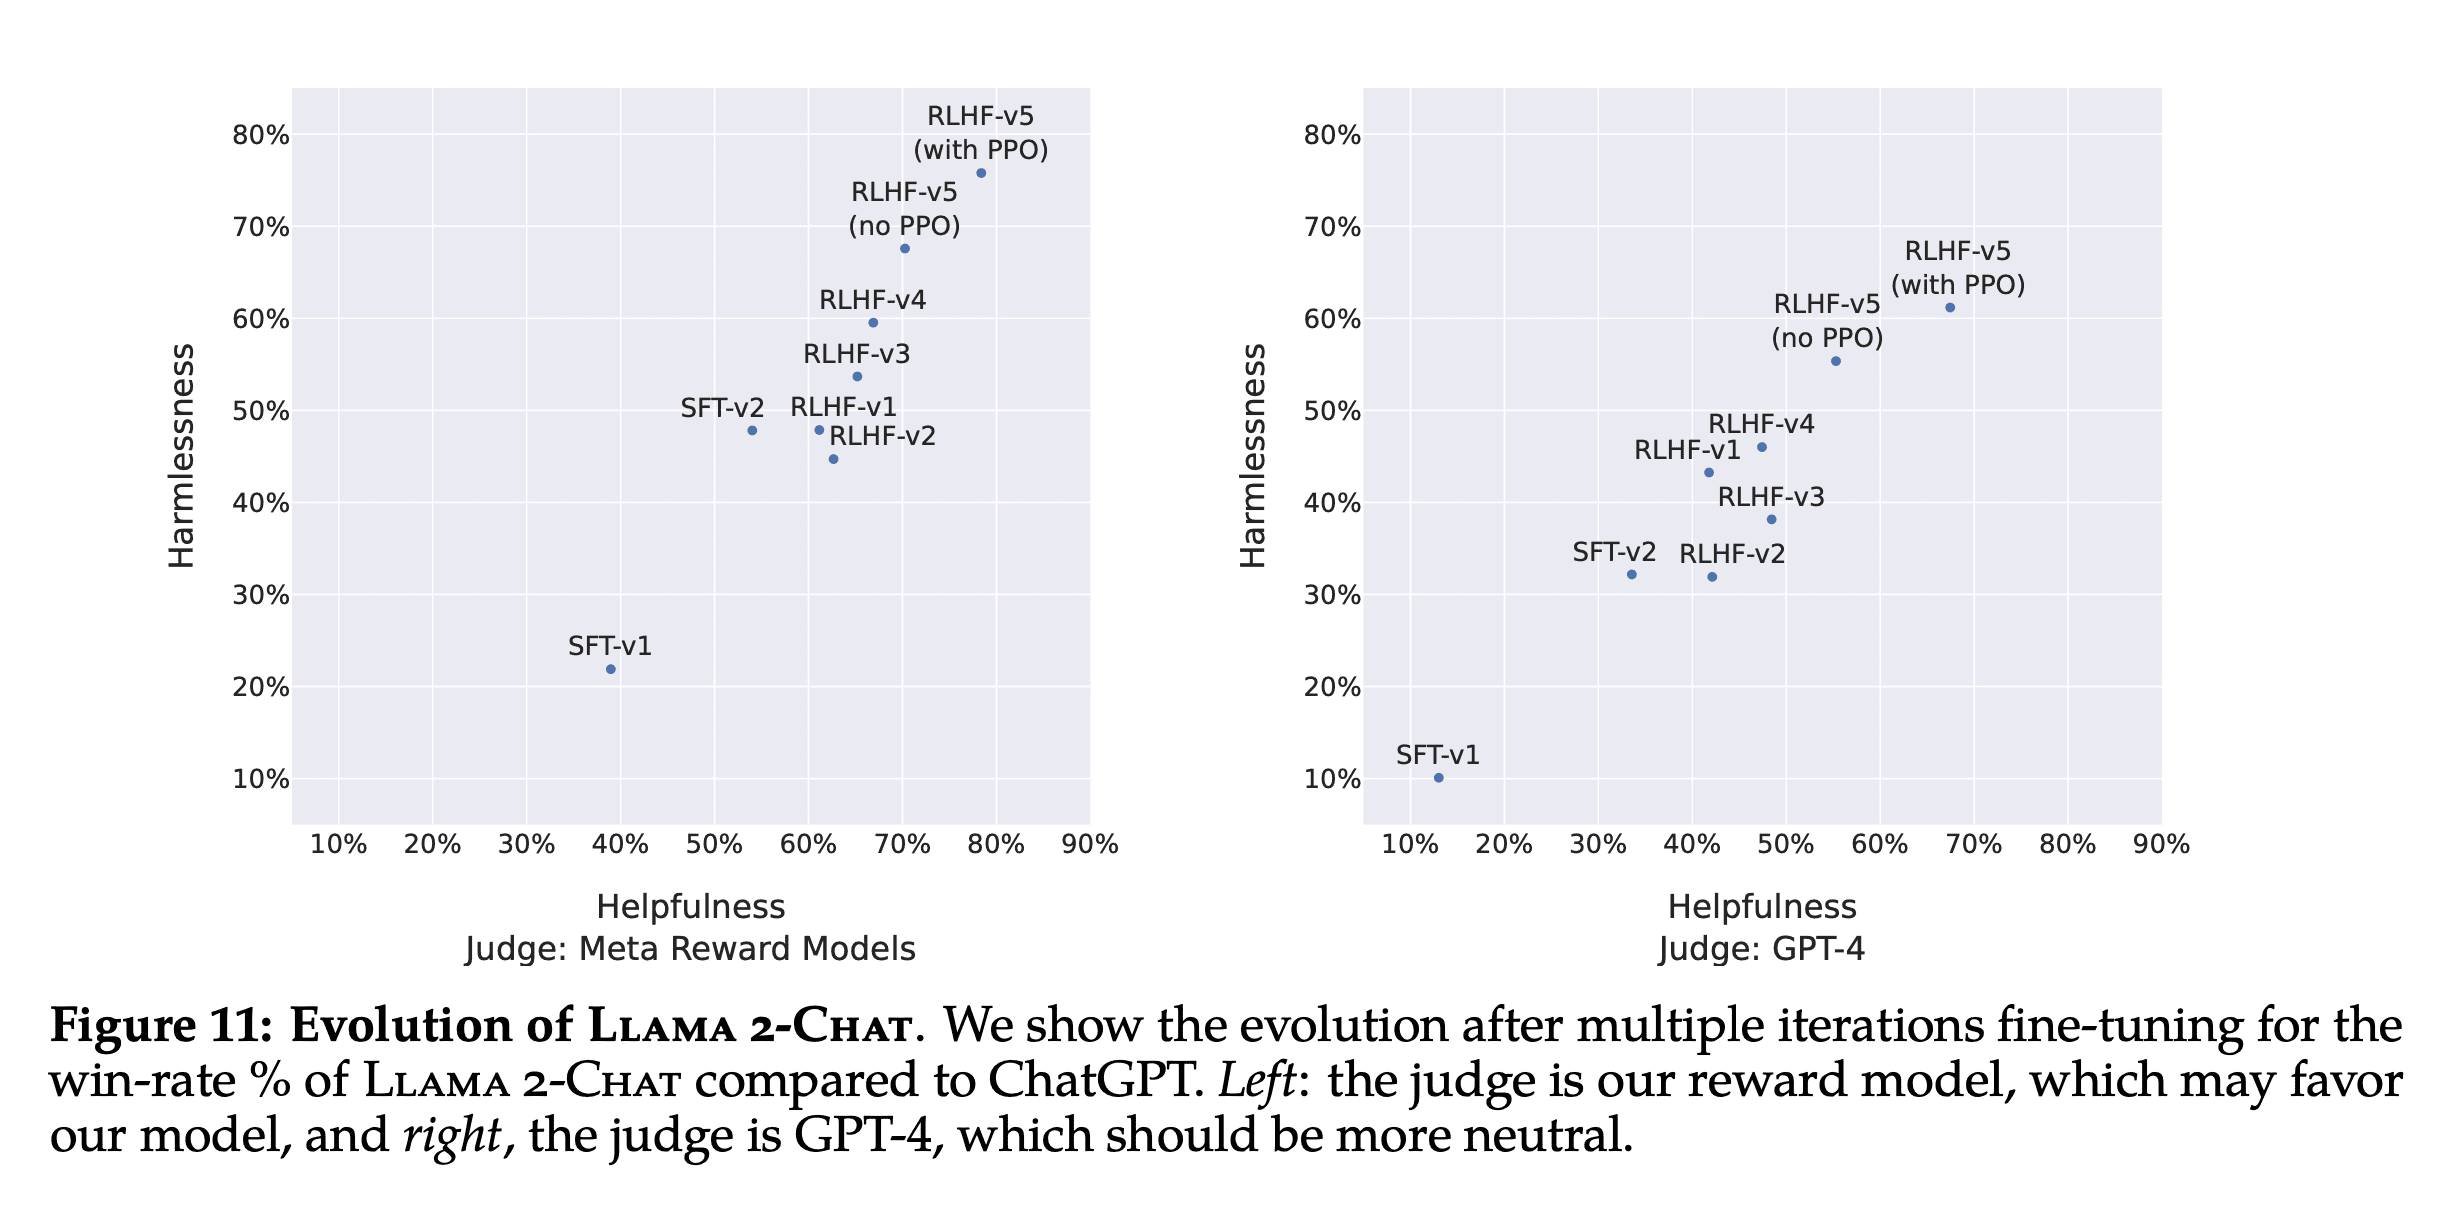 RLHF-v5
(with PPO)
RLHF-v5
(no PPO)
RLHF-v4
RLHF-v3
SFT-v2
RLHF-v1
RLHF-v2
SFT-v1
80%
70%
60%
50%
40%
30%
20%
10%
Harmlessness
10% 20% 30% 40% 50% 60% 70% 80% 90%
Helpfulness
Judge: Meta Reward Models
RLHF-v5
(with PPO)
RLHF-v5
(no PPO)
RLHF-v4
RLHF-v1
RLHF-v3
SFT-v2
RLHF-v2
SFT-v1
80%
70%
60%
50%
40%
30%
20%
10%
Harmlessness
10% 20% 30% 40% 50% 60% 70% 80% 90%
Helpfulness
Judge: GPT-4
Figure 11: Evolution of Llama 2-Chat. We show the evolution after multiple iterations fine-tuning for the
win-rate % of Llama 2-Chat compared to ChatGPT. Left: the judge is our reward model, which may favor
our model, and right, the judge is GPT-4, which should be more neutral.